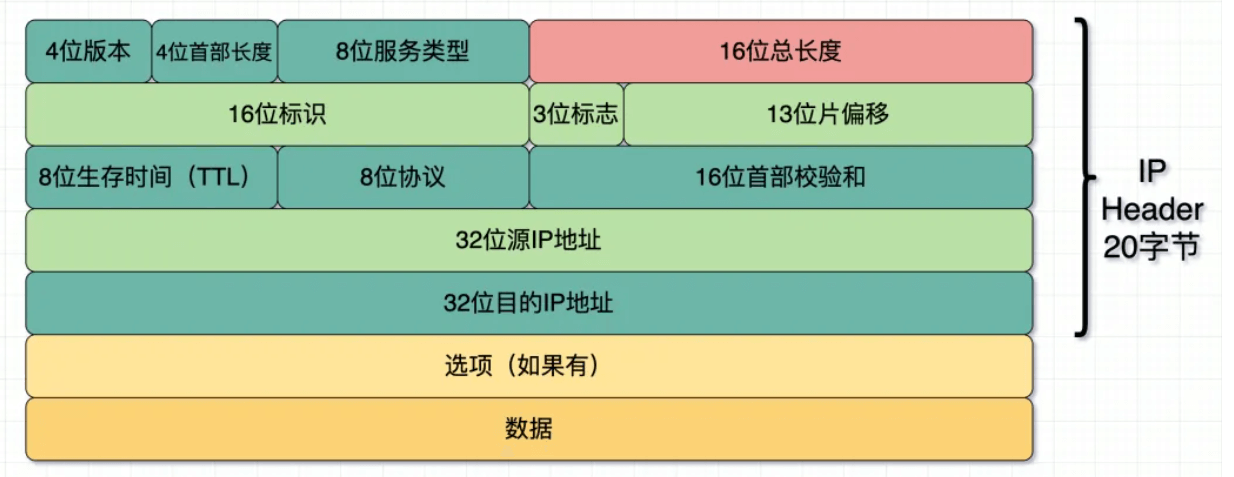 4位版本 4位首部长度 8位服务类型 16位总长度
16位标识 3位标志 13位片偏移
8位生存时间（TTL） 8位协议 16位首部校验和
32位源IP地址
32位目的IP地址
选项（如果有）
数据
IP
Header
20字节